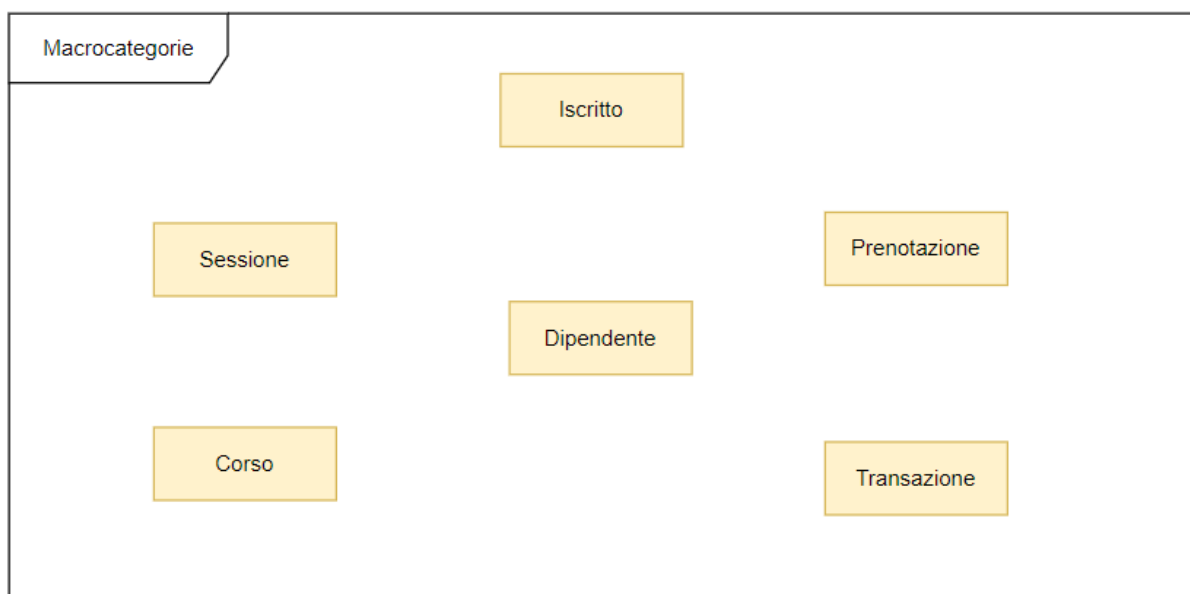 Macrocategorie
Iscritto
Sessione
Prenotazione
Dipendente
Corso
Transazione